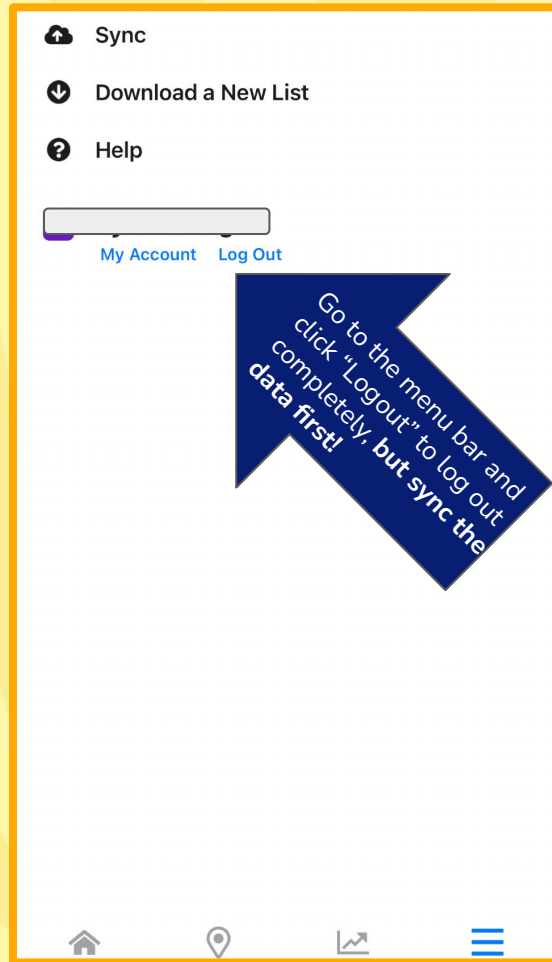 Sync
Download a New List
Help
My Account Log Out
Go to the menu bar and
click “Logout” to log out
completely, but sync the
data first!